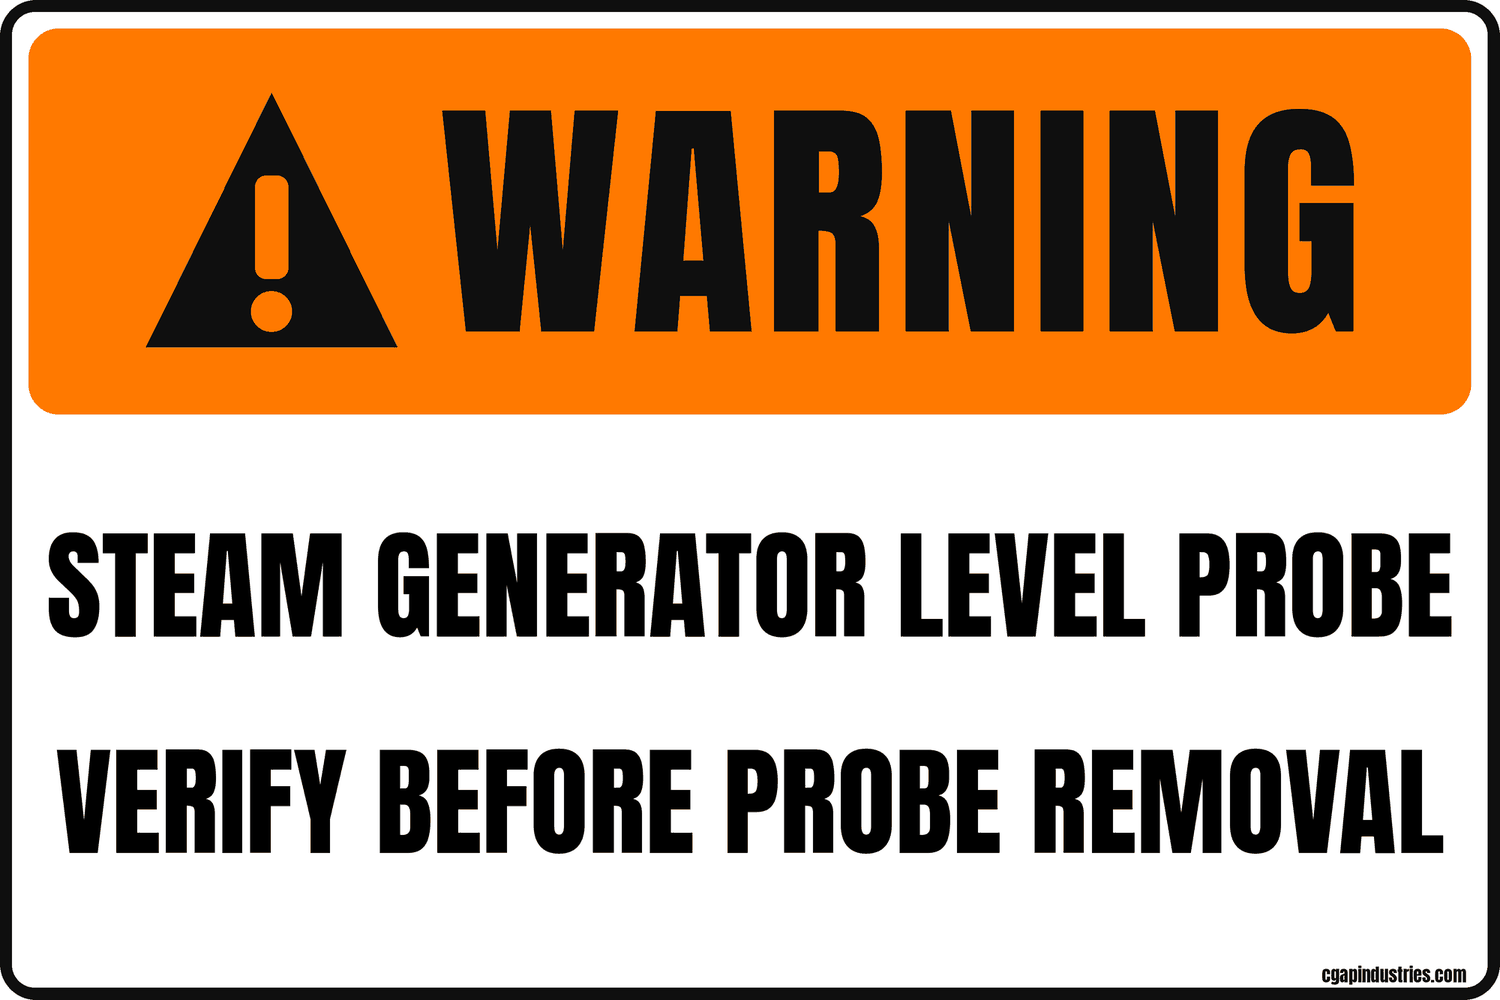 WARNING
STEAM GENERATOR LEVEL PROBE
VERIFY BEFORE PROBE REMOVAL
cgapindustries.com